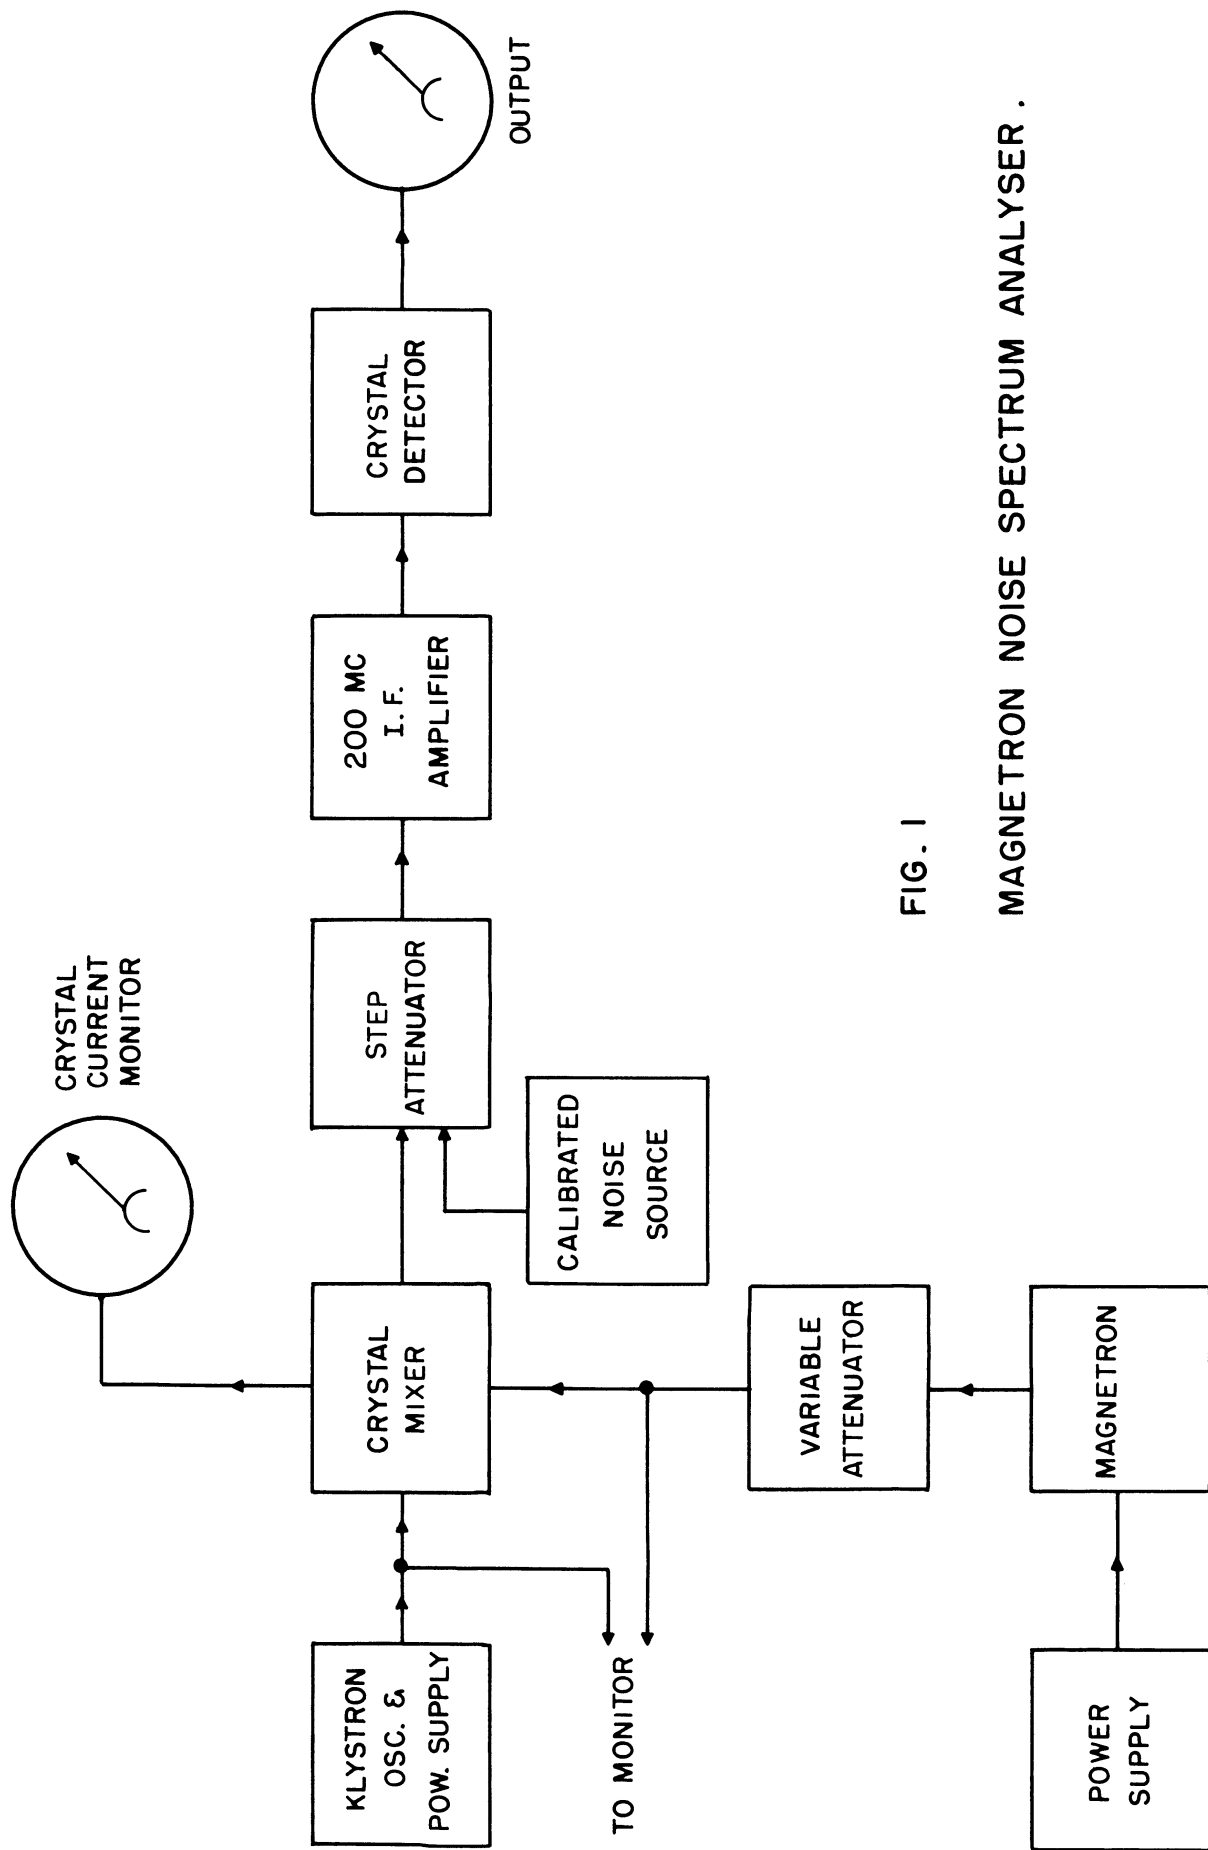 CRYSTAL
CURRENT
MONITOR
KLYSTRON
OSC. &
POW. SUPPLY
CRYSTAL
MIXER
STEP
ATTENUATOR
200 MC
I.F.
AMPLIFIER
CRYSTAL
DETECTOR
OUTPUT
CALIBRATED
NOISE
SOURCE
TO MONITOR
VARIABLE
ATTENUATOR
POWER
SUPPLY
MAGNETRON
FIG. 1
MAGNETRON NOISE SPECTRUM ANALYSER.